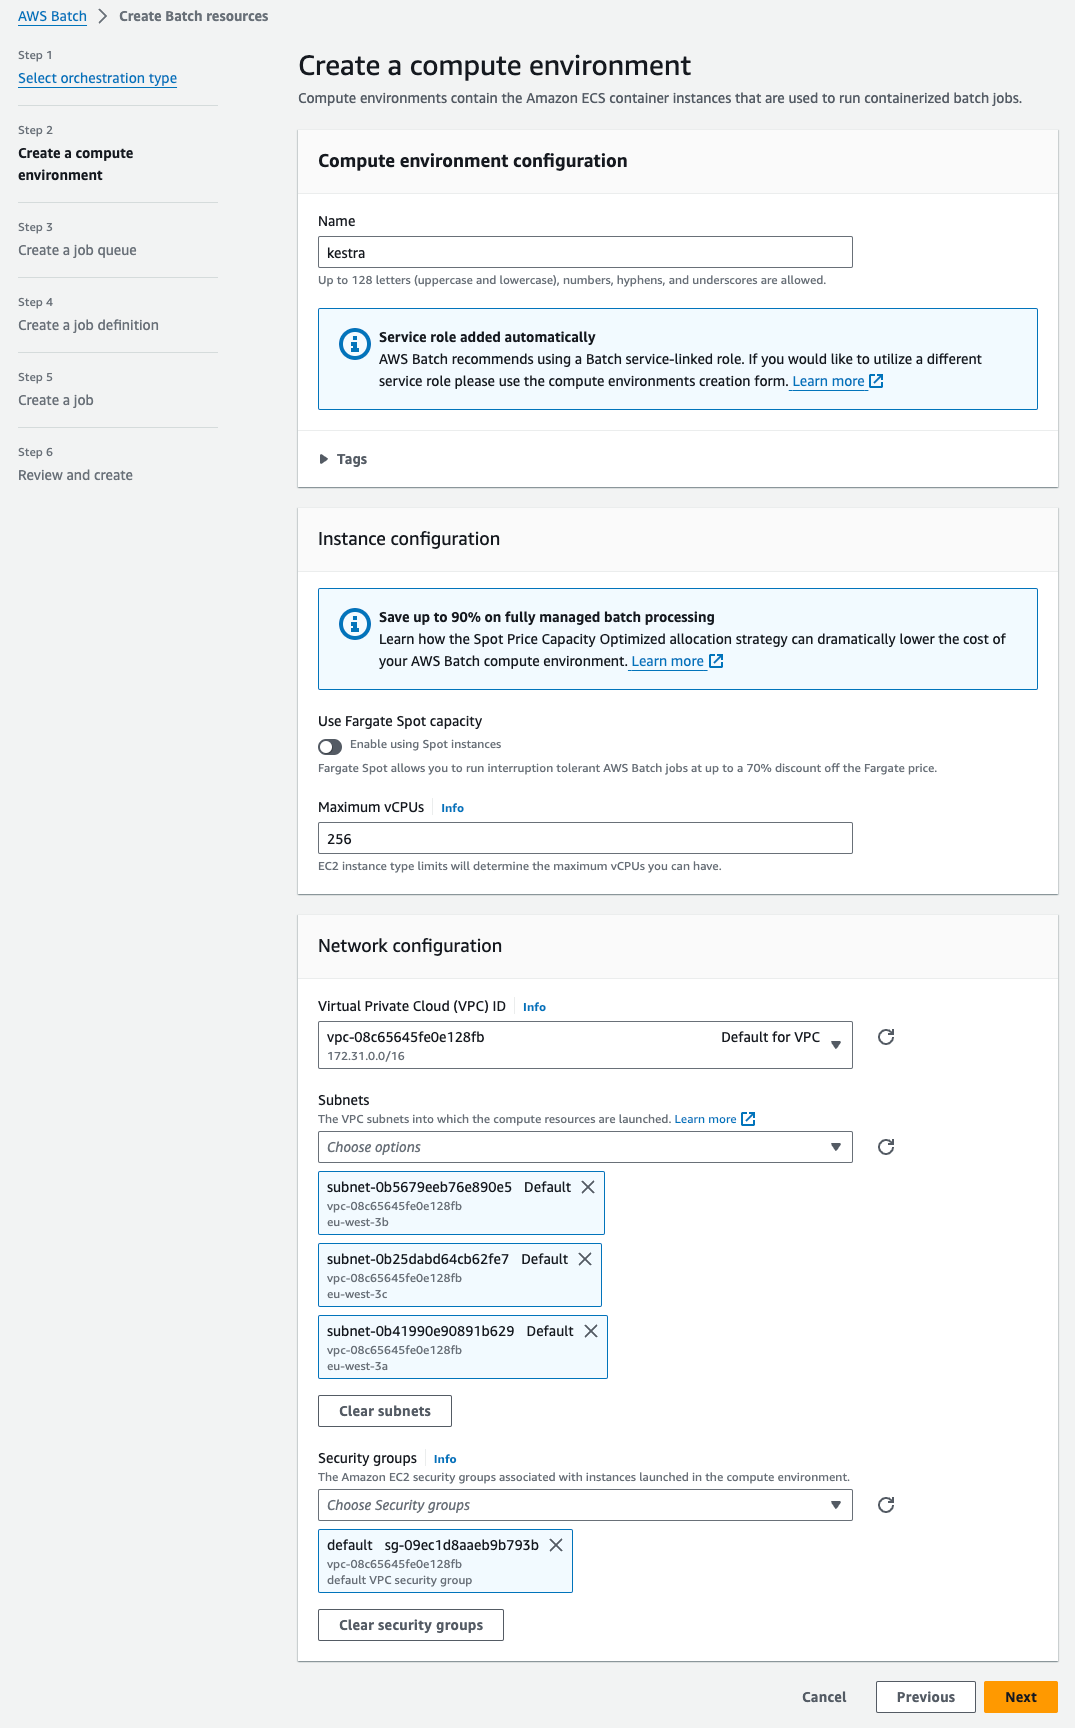 AWS Batch > Create Batch resources
Step 1
Select orchestration type
Step 2
Create a compute
environment
Step 3
Create a job queue
Step 4
Create a job definition
Step 5
Create a job
Step 6
Review and create
Create a compute environment
Compute environments contain the Amazon ECS container instances that are used to run containerized batch jobs.
Compute environment configuration
Name
kestra
Up to 128 letters (uppercase and lowercase), numbers, hyphens, and underscores are allowed.
Service role added automatically
AWS Batch recommends using a Batch service-linked role. If you would like to utilize a different
service role please use the compute environments creation form. Learn more
Tags
Instance configuration
Save up to 90% on fully managed batch processing
Learn how the Spot Price Capacity Optimized allocation strategy can dramatically lower the cost of
your AWS Batch compute environment. Learn more
Use Fargate Spot capacity
Enable using Spot instances
Fargate Spot allows you to run interruption tolerant AWS Batch jobs at up to a 70% discount off the Fargate price.
Maximum vCPUs Info
256
EC2 instance type limits will determine the maximum vCPUs you can have.
Network configuration
Virtual Private Cloud (VPC) ID Info
vpc-08c65645fe0e128fb Default for VPC
172.31.0.0/16
Subnets
The VPC subnets into which the compute resources are launched. Learn more
Choose options
subnet-0b5679eeb76e890e5 Default
vpc-08c65645fe0e128fb
eu-west-3b
subnet-0b25dabd64cb62fe7 Default
vpc-08c65645fe0e128fb
eu-west-3c
subnet-0b41990e90891b629 Default
vpc-08c65645fe0e128fb
eu-west-3a
Clear subnets
Security groups Info
The Amazon EC2 security groups associated with instances launched in the compute environment.
Choose Security groups
default sg-09ec1d8aaeb9b793b
vpc-08c65645fe0e128fb
default VPC security group
Clear security groups
Cancel Previous Next